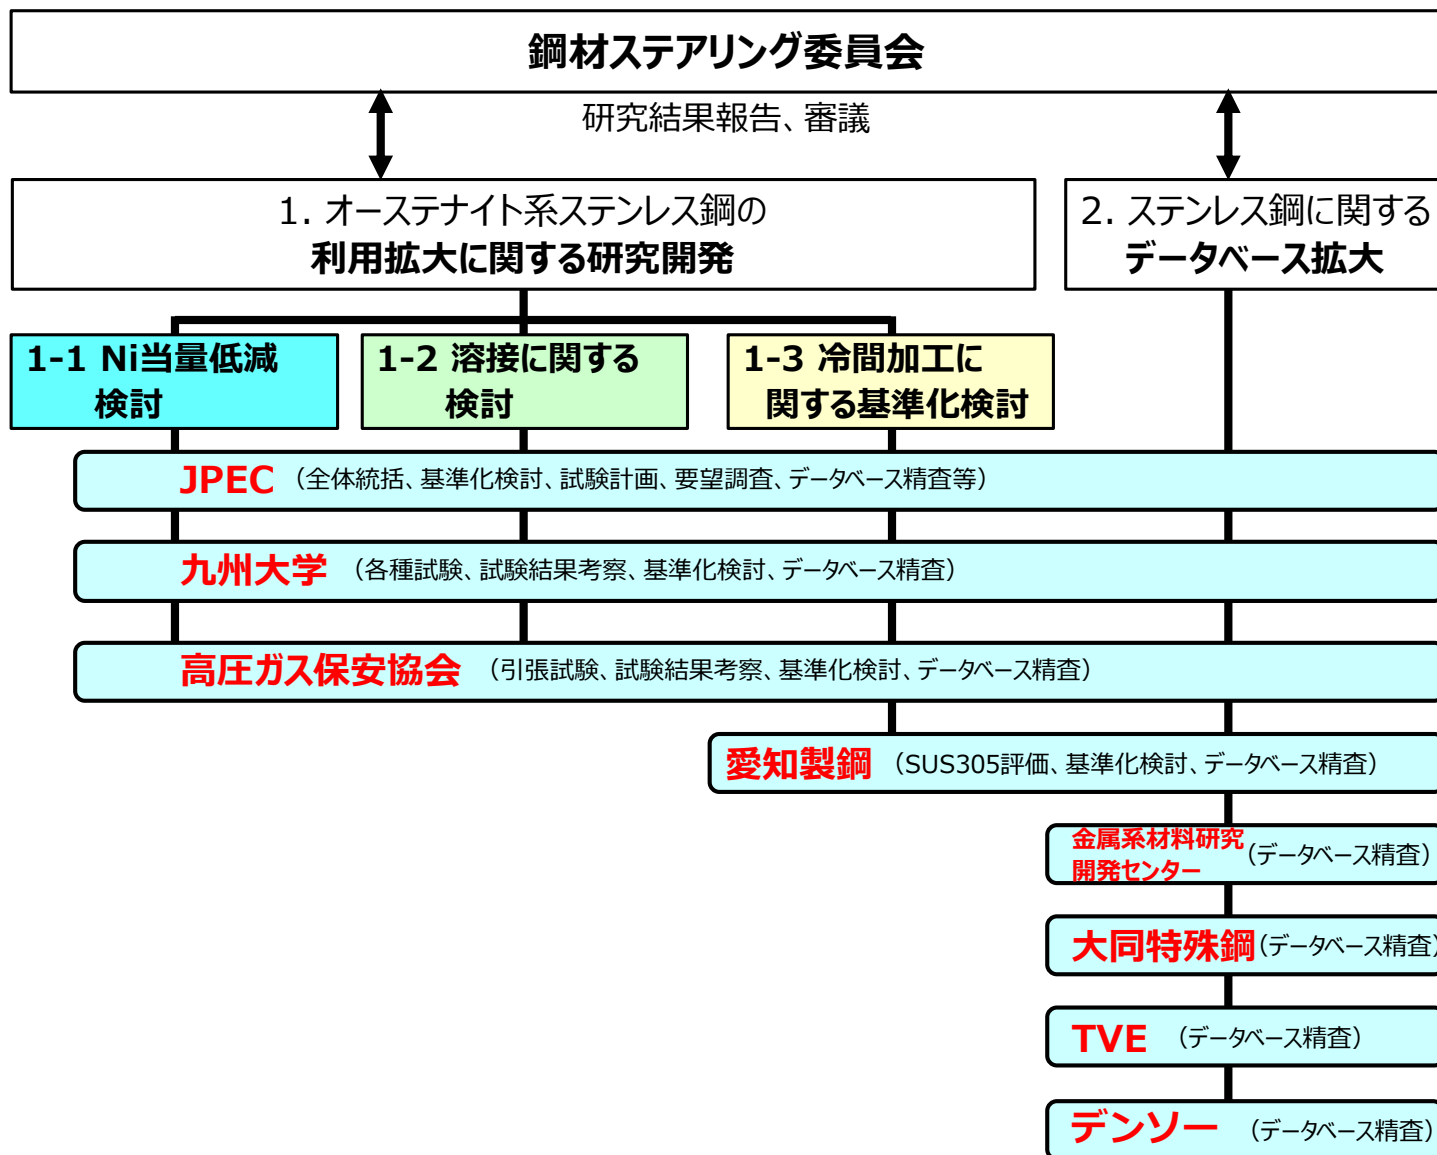 鋼材ステアリング委員会
研究結果報告、審議
1. オーステナイト系ステンレス鋼の
利用拡大に関する研究開発
2. ステンレス鋼に関する
データベース拡大
1-1 Ni当量低減
検討
1-2 溶接に関する
検討
1-3 冷間加工に
関する基準化検討
JPEC （全体統括、基準化検討、試験計画、要望調査、データベース精査等）
九州大学 （各種試験、試験結果考察、基準化検討、データベース精査）
高圧ガス保安協会 （引張試験、試験結果考察、基準化検討、データベース精査）
愛知製鋼 （SUS305評価、基準化検討、データベース精査）
金属系材料研究
開発センター （データベース精査）
大同特殊鋼 （データベース精査）
TVE （データベース精査）
デンソー （データベース精査）